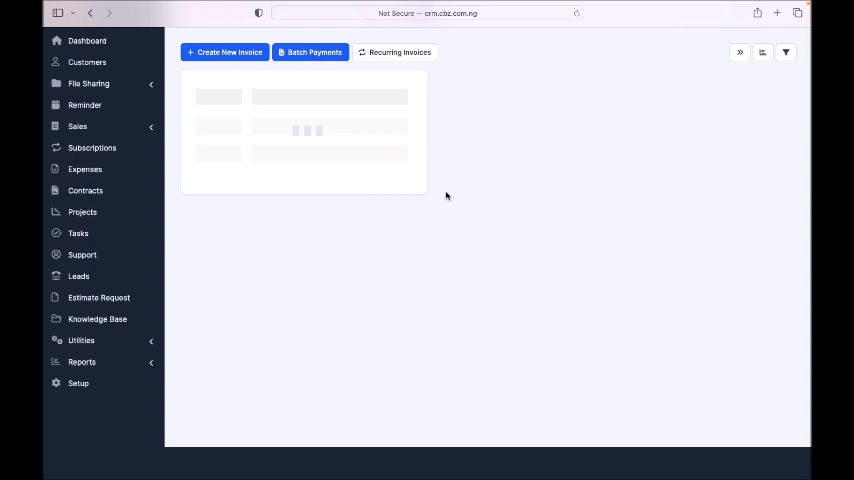 Not Secure — crm.cbz.com.ng
Dashboard
Customers
File Sharing
Reminder
Sales
Subscriptions
Expenses
Contracts
Projects
Tasks
Support
Leads
Estimate Request
Knowledge Base
Utilities
Reports
Setup
+ Create New Invoice
Batch Payments
Recurring Invoices